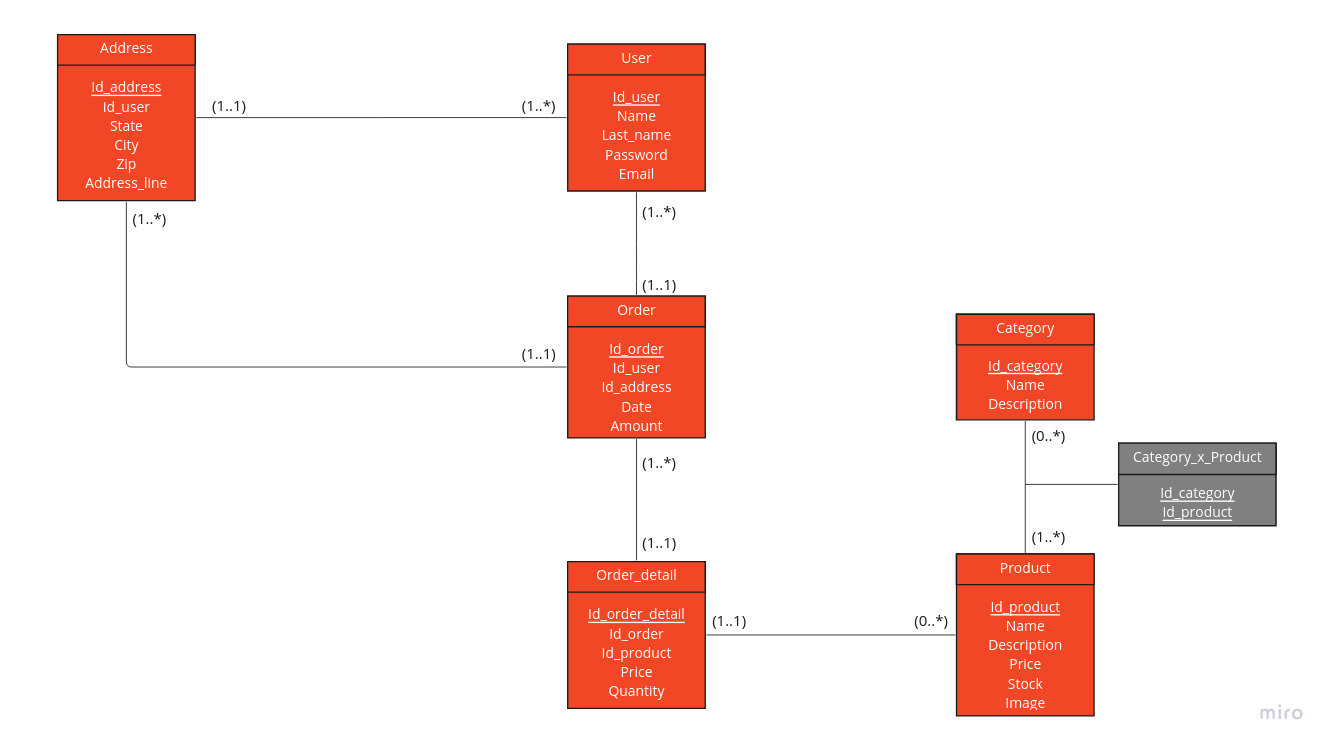 Address
Id_address
Id_user
State
City
Zip
Address_line
(1..1)
(1..*)
User
Id_user
Name
Last_name
Password
Email
(1..*)
(1..*)
(1..1)
Order
Id_order
Id_user
Id_address
Date
Amount
(1..1)
(1..*)
(1..1)
Order_detail
Id_order_detail
Id_order
Id_product
Price
Quantity
(1..1)
(0..*)
Category
Id_category
Name
Description
(0..*)
Category_x_Product
Id_category
Id_product
(1..*)
Product
Id_product
Name
Description
Price
Stock
Image
miro